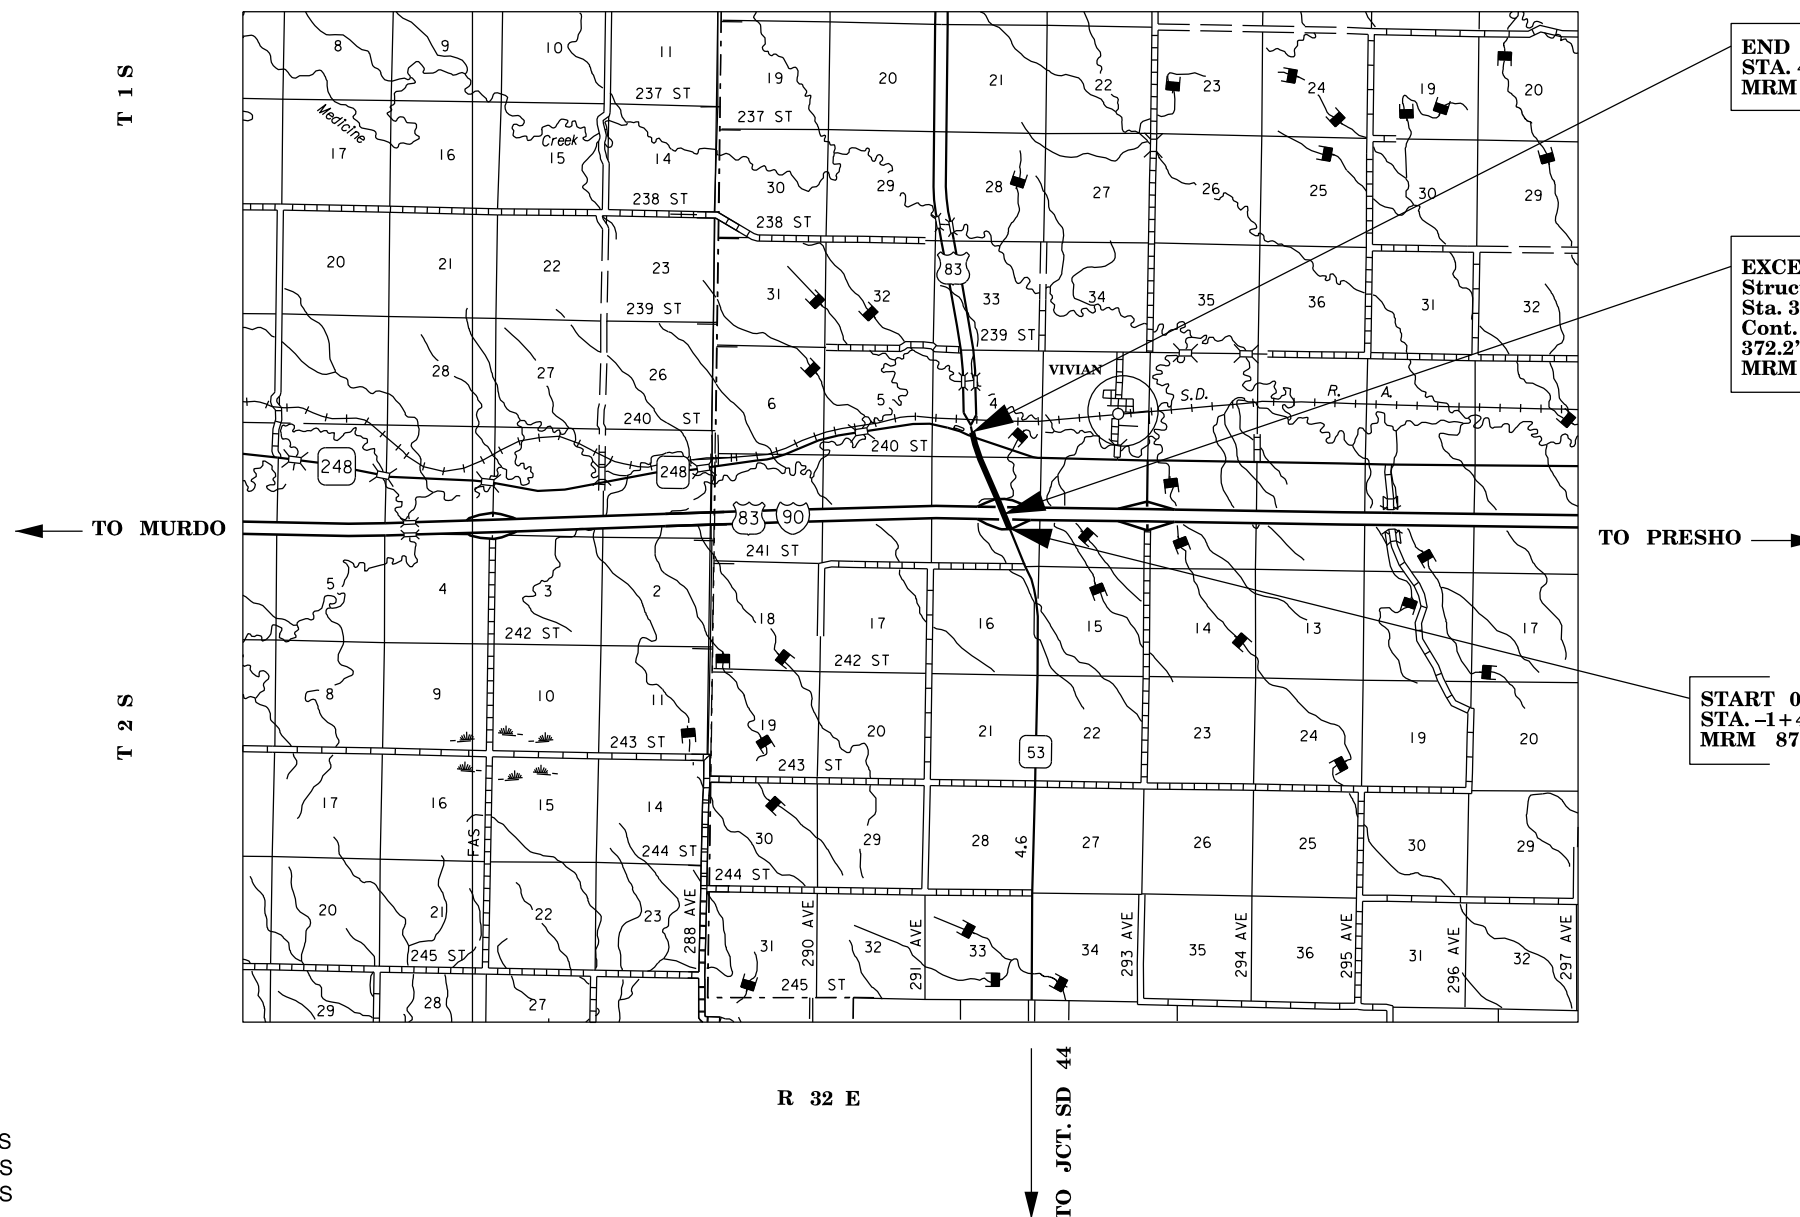 T 1 S
8 9 10 11 19 20 21 22 23 24 19 20
END
STA. 4
MRM
237 ST
237 ST
Medicine
Creek
17 16 15 14 30 29 28 27 26 25 30 29
238 ST
238 ST
83
20 21 22 23 31 32 33 34 35 36 31 32
EXCE
Struc
Sta. 3
Cont.
372.2'
MRM
239 ST
239 ST
VIVIAN
28 27 26 6 5 4
S.D. R. A.
240 ST
240 ST
248 248
TO MURDO
83 90
TO PRESHO
241 ST
5 4 3 2 18 17 16 15 14 13 17
242 ST
242 ST
T 2 S
8 9 10 11 19 20 21 22 23 24 19 20
START 0
STA. -1+4
MRM 87
243 ST
243 ST
53
17 16 15 14 30 29 28 27 26 25 30 29
FAS
4.6
244 ST
244 ST
20 21 22 23 31 32 33 34 35 36 31 32
288 AVE
290 AVE
291 AVE
293 AVE
294 AVE
295 AVE
296 AVE
297 AVE
245 ST
245 ST
29 28 27
R 32 E
TO JCT. SD 44
S
S
S